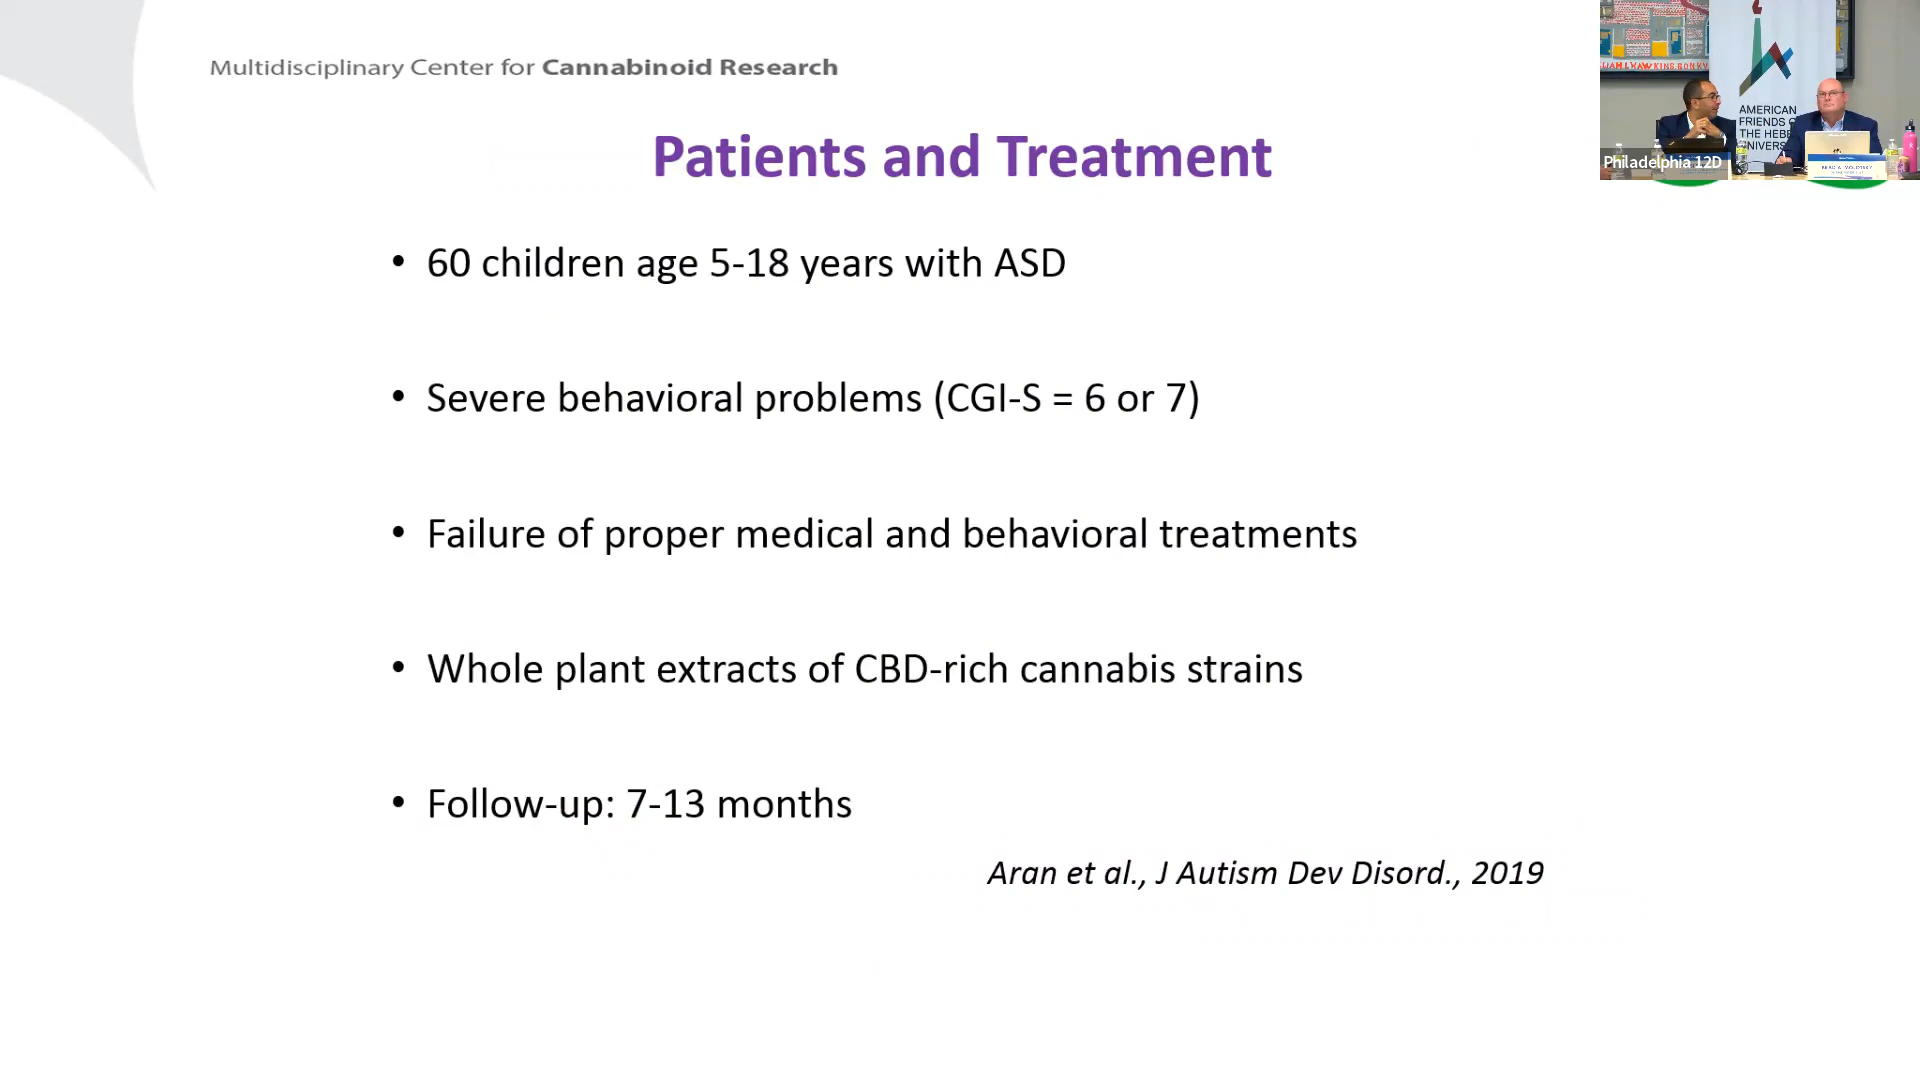 Multidisciplinary Center for Cannabinoid Research
Patients and Treatment
• 60 children age 5-18 years with ASD
• Severe behavioral problems (CGI-S = 6 or 7)
• Failure of proper medical and behavioral treatments
• Whole plant extracts of CBD-rich cannabis strains
• Follow-up: 7-13 months
Aran et al., J Autism Dev Disord., 2019
AMERICAN
FRIENDS
THE HEB
UNIVERS
Philadelphia 12D